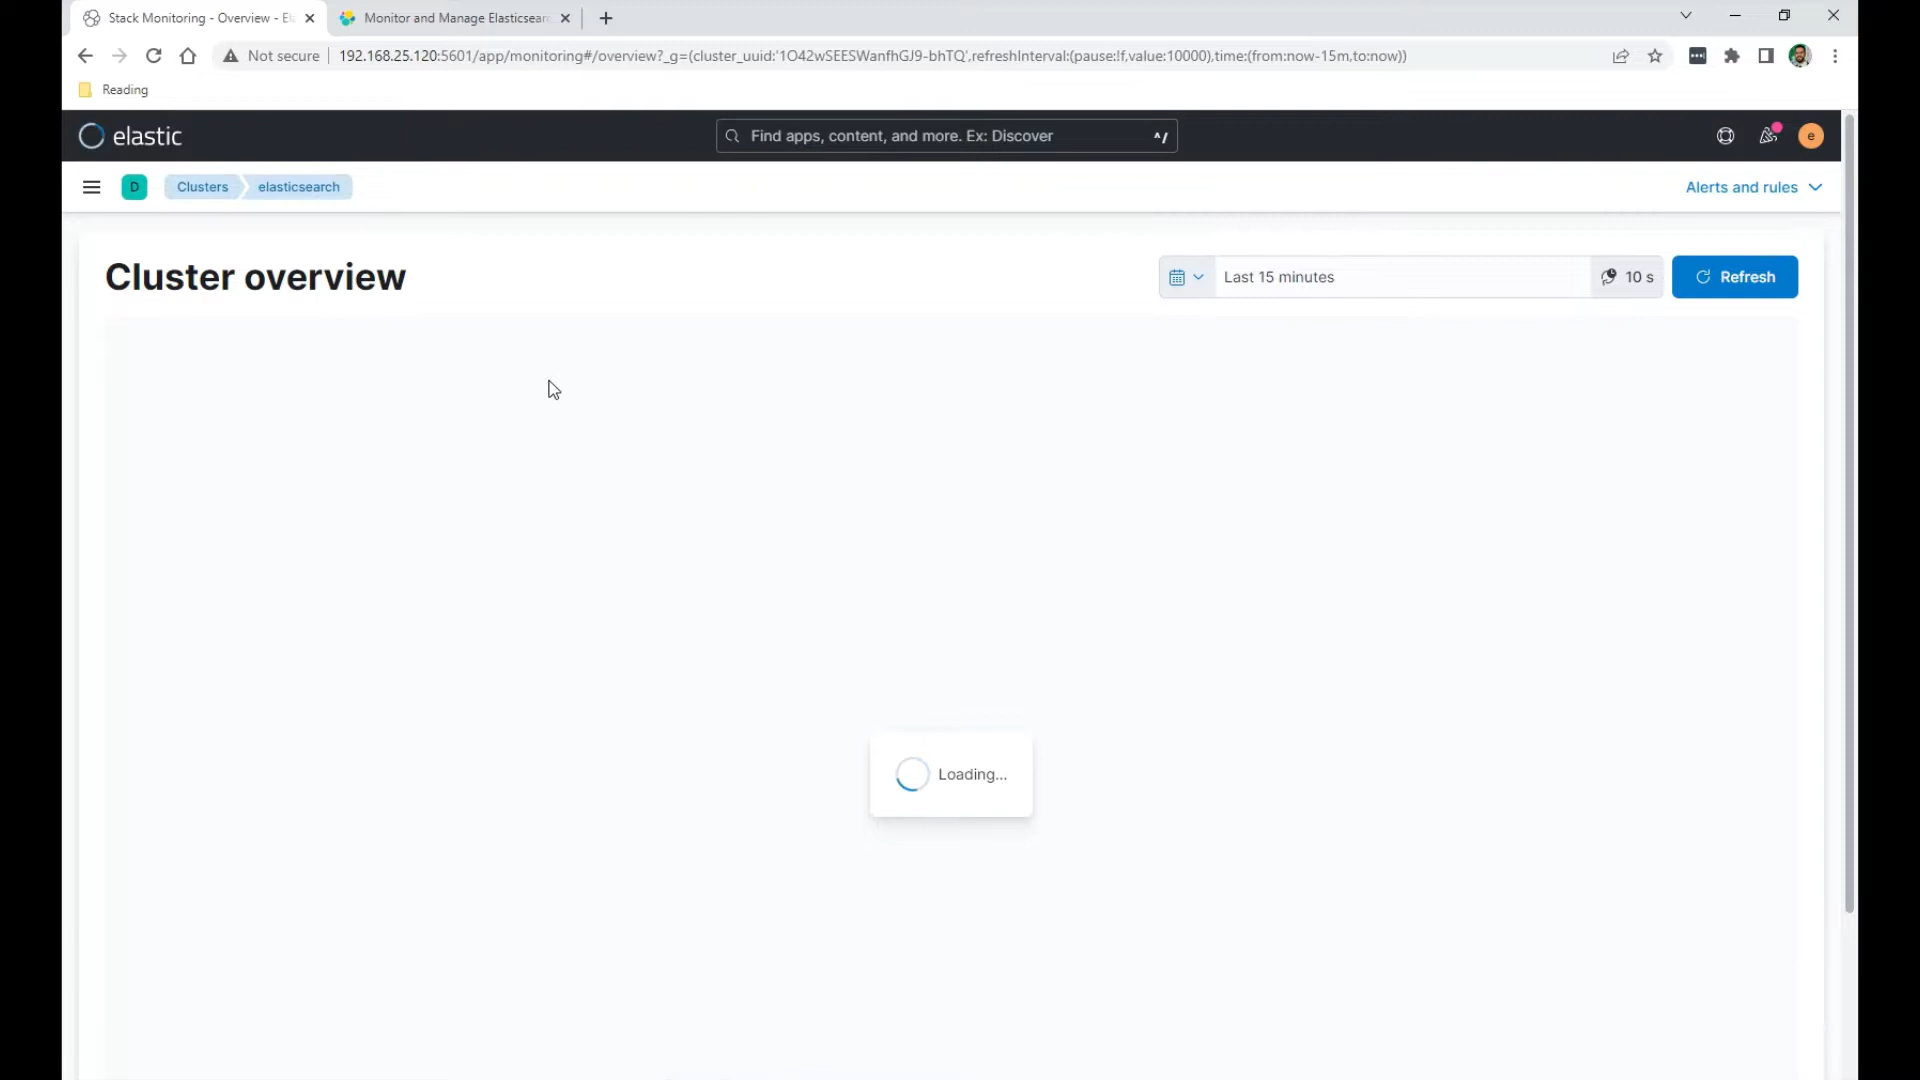 Stack Monitoring - Overview - El
Monitor and Manage Elasticsear
Not secure
192.168.25.120:5601/app/monitoring#/overview?_g=(cluster_uuid:'1O42wSEESWanfhGJ9-bhTQ',refreshInterval:(pause:!f,value:10000),time:(from:now-15m,to:now))
Reading
elastic
Find apps, content, and more. Ex: Discover
^/
e
D
Clusters
elasticsearch
Alerts and rules
Cluster overview
Last 15 minutes
10 s
Refresh
Loading...